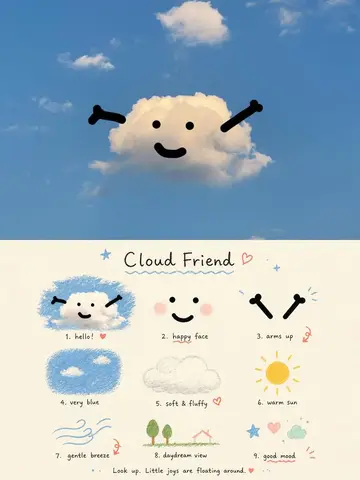 Cloud Friend
1. hello!
2. happy face
3. arms up
4. very blue
5. soft & fluffy
6. warm sun
7. gentle breeze
8. daydream view
9. good mood
Look up. Little joys are floating around.